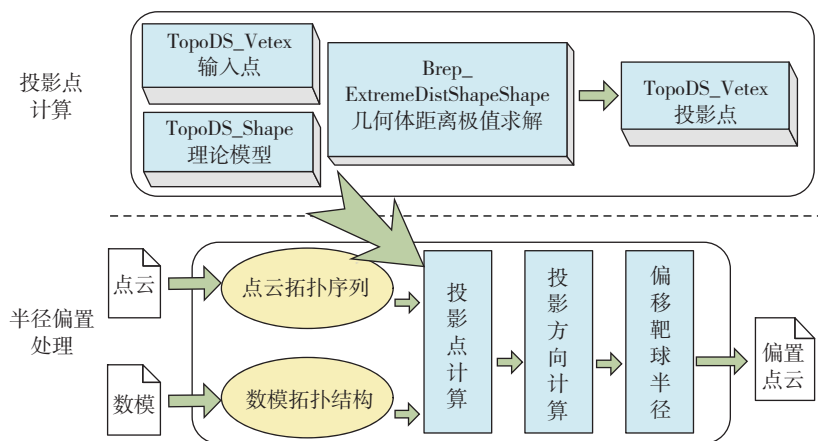 投影点
计算
TopoDS_Vetex
输入点
TopoDS_Shape
理论模型
Brep_
ExtremeDistShapeShape
几何体距离极值求解
TopoDS_Vetex
投影点
半径偏置
处理
点云
数模
点云拓扑序列
数模拓扑结构
投影点计算
投影方向计算
偏移靶球半径
偏置
点云